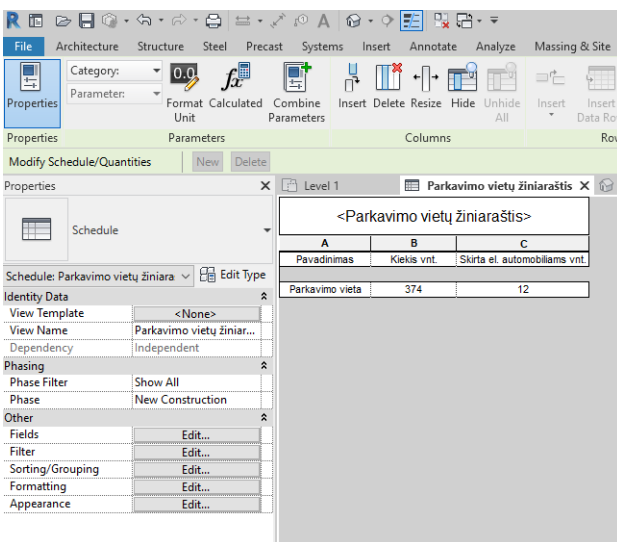 File Architecture Structure Steel Precast Systems Insert Annotate Analyze Massing & Site
Properties
Category:
Parameter:
Format Unit
Calculated
Combine Parameters
Insert Delete Resize Hide Unhide All
Insert
Insert Data Ro
Properties Parameters Columns Rov
Modify Schedule/Quantities New Delete
Properties
Schedule
Schedule: Parkavimo vietų žiniara Edit Type
Identity Data
View Template <None>
View Name Parkavimo vietų žiniar...
Dependency Independent
Phasing
Phase Filter Show All
Phase New Construction
Other
Fields Edit...
Filter Edit...
Sorting/Grouping Edit...
Formatting Edit...
Appearance Edit...
Level 1 Parkavimo vietų žiniaraštis
<Parkavimo vietų žiniaraštis>
A B C
Pavadinimas Kiekis vnt. Skirta el. automobiliams vnt.
Parkavimo vieta 374 12